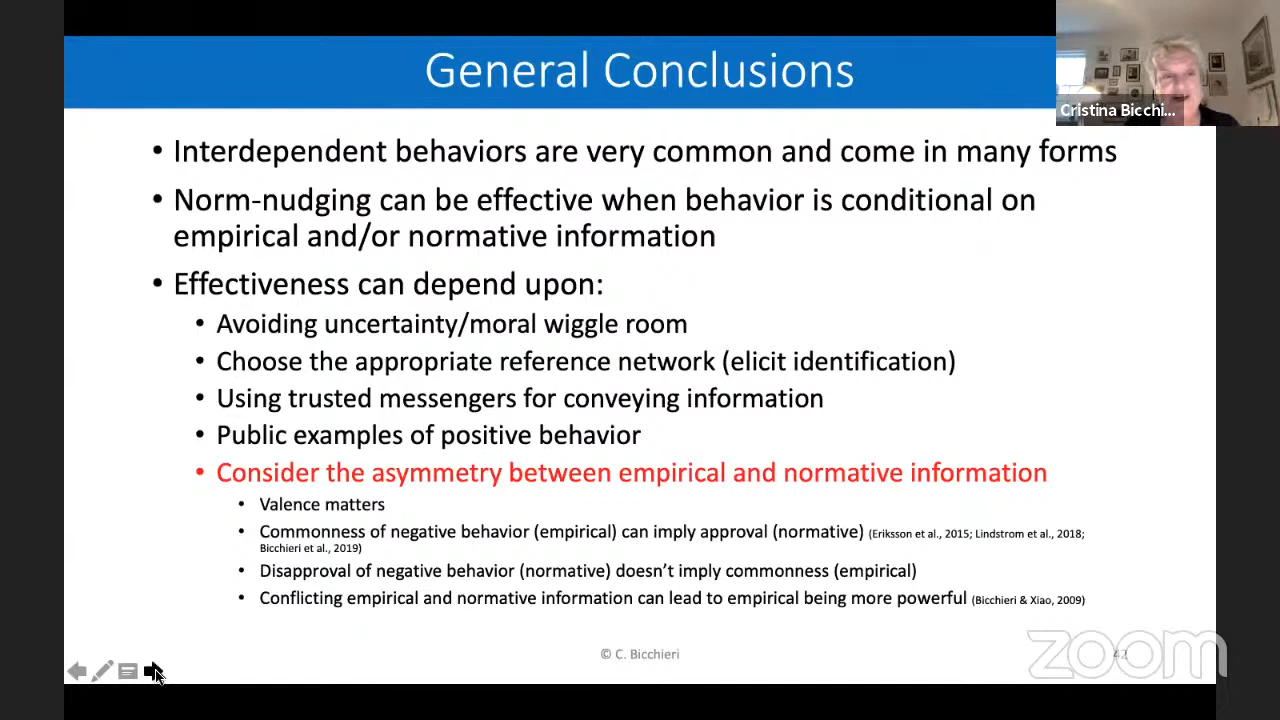 General Conclusions
Cristina Bicchi...
• Interdependent behaviors are very common and come in many forms
• Norm-nudging can be effective when behavior is conditional on
empirical and/or normative information
• Effectiveness can depend upon:
• Avoiding uncertainty/moral wiggle room
• Choose the appropriate reference network (elicit identification)
• Using trusted messengers for conveying information
• Public examples of positive behavior
• Consider the asymmetry between empirical and normative information
• Valence matters
• Commonness of negative behavior (empirical) can imply approval (normative) (Eriksson et al., 2015; Lindstrom et al., 2018;
Bicchieri et al., 2019)
• Disapproval of negative behavior (normative) doesn't imply commonness (empirical)
• Conflicting empirical and normative information can lead to empirical being more powerful (Bicchieri & Xiao, 2009)
© C. Bicchieri
42
zoom